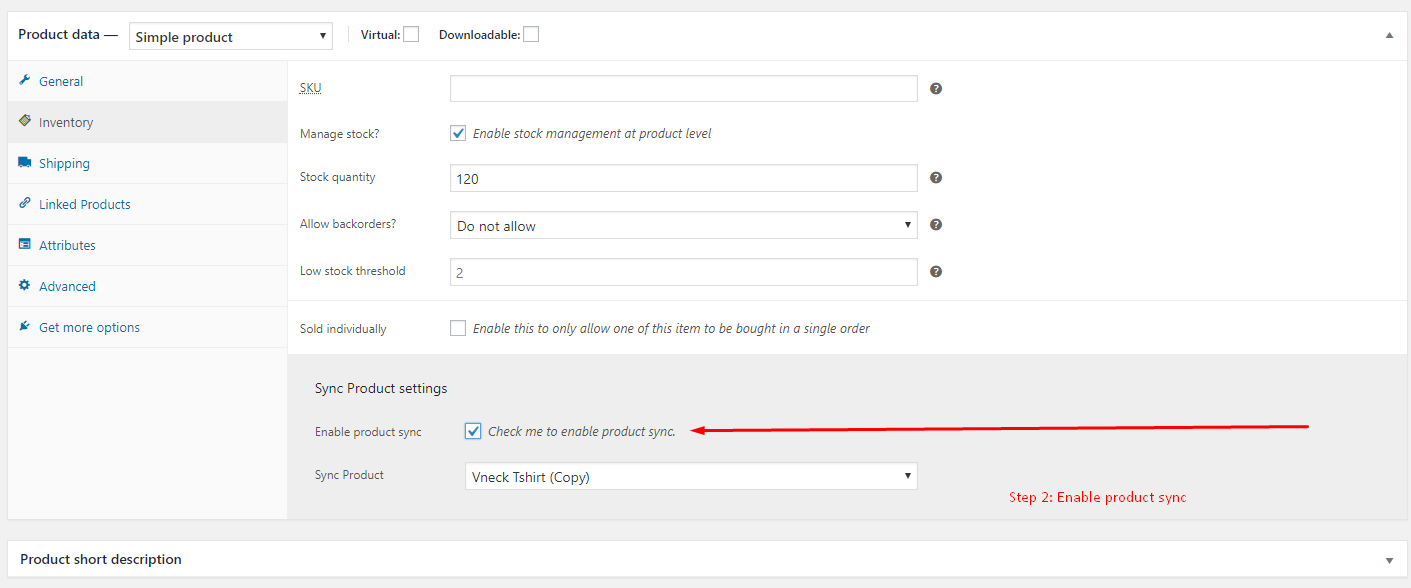 Product data — Simple product Virtual: Downloadable:
General
Inventory
Shipping
Linked Products
Attributes
Advanced
Get more options
SKU
Manage stock? Enable stock management at product level
Stock quantity 120
Allow backorders? Do not allow
Low stock threshold 2
Sold individually Enable this to only allow one of this item to be bought in a single order
Sync Product settings
Enable product sync Check me to enable product sync.
Sync Product Vneck Tshirt (Copy)
Step 2: Enable product sync
Product short description